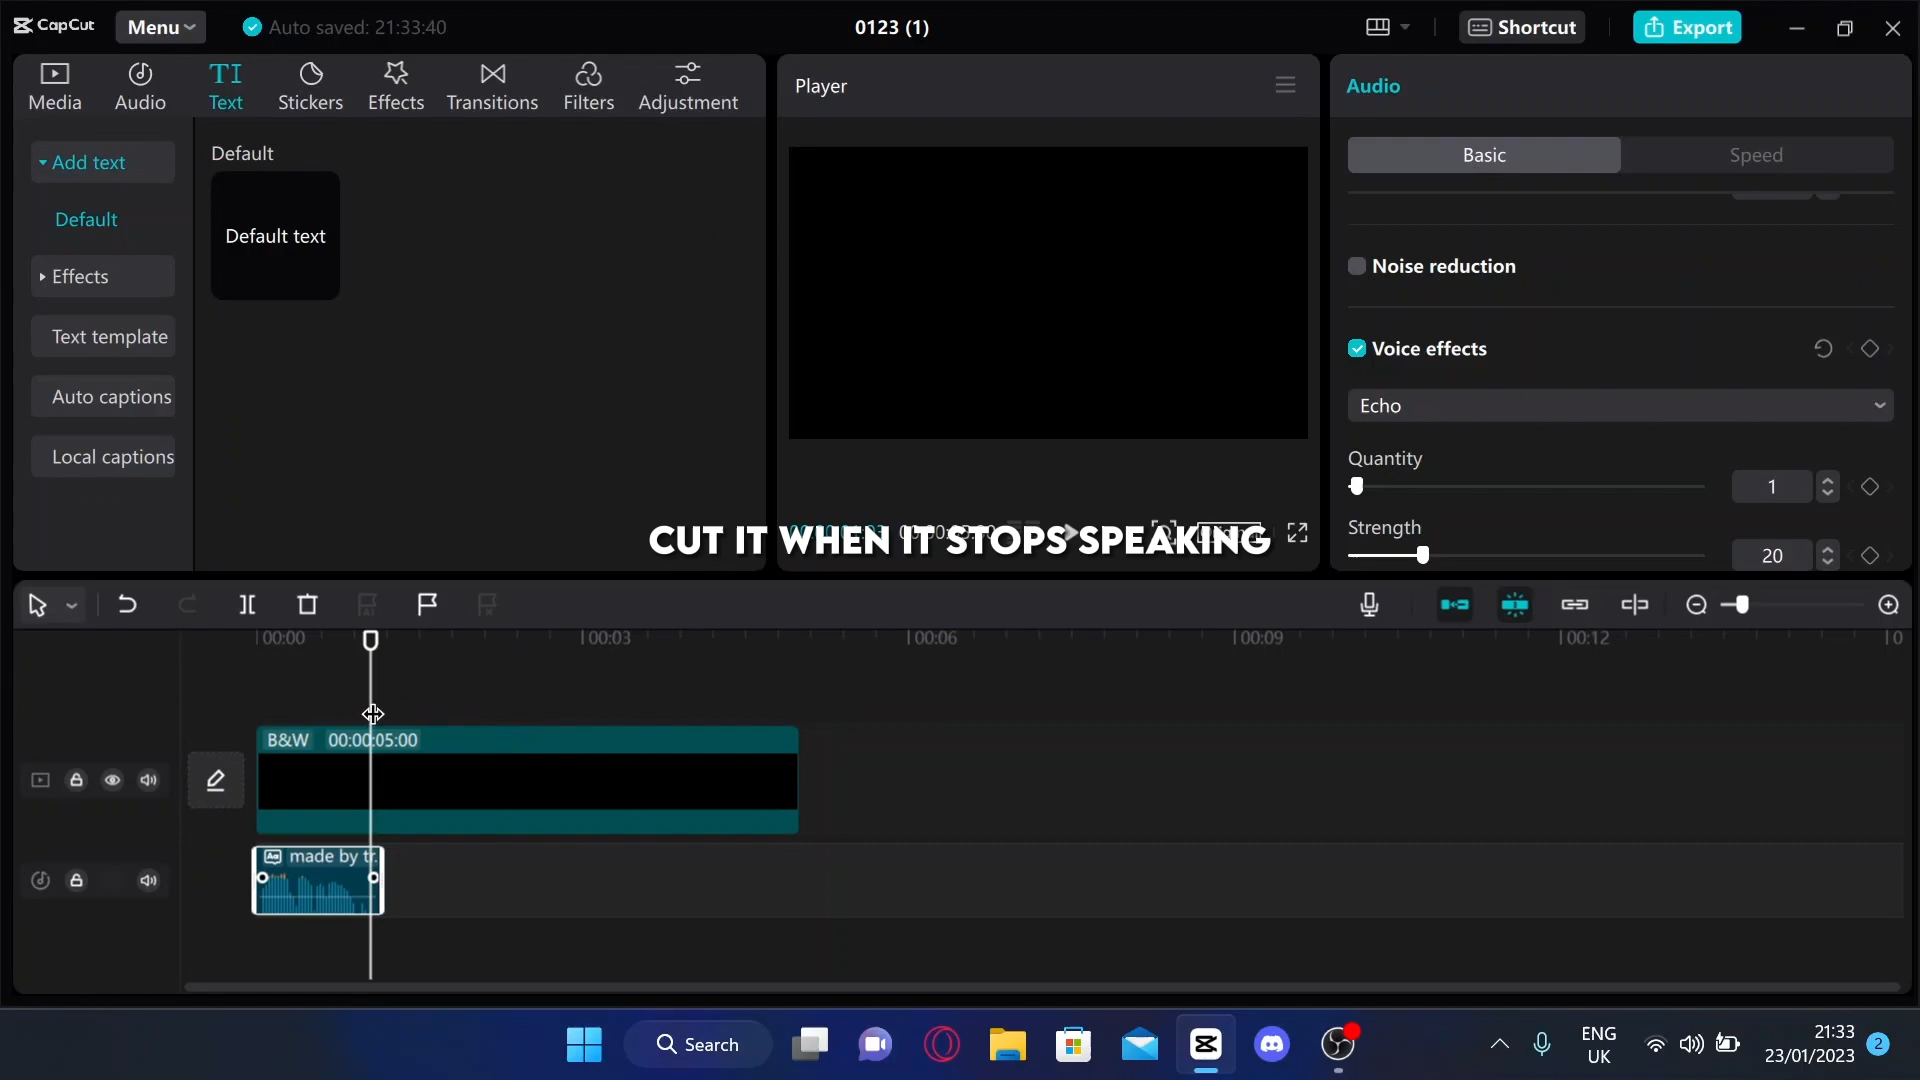 CapCut
Menu
Auto saved: 21:33:40
0123 (1)
Shortcut
Export
Media
Audio
TI
Text
Stickers
Effects
Transitions
Filters
Adjustment
Add text
Default
Effects
Text template
Auto captions
Local captions
Default
Default text
Player
CUT IT WHEN IT STOPS SPEAKING
Audio
Basic
Speed
Noise reduction
Voice effects
Echo
Quantity
1
Strength
20
00:00
00:03
00:06
00:09
00:12
0
B&W 00:00:05:00
made by tr
Search
ENG
UK
21:33
23/01/2023
2